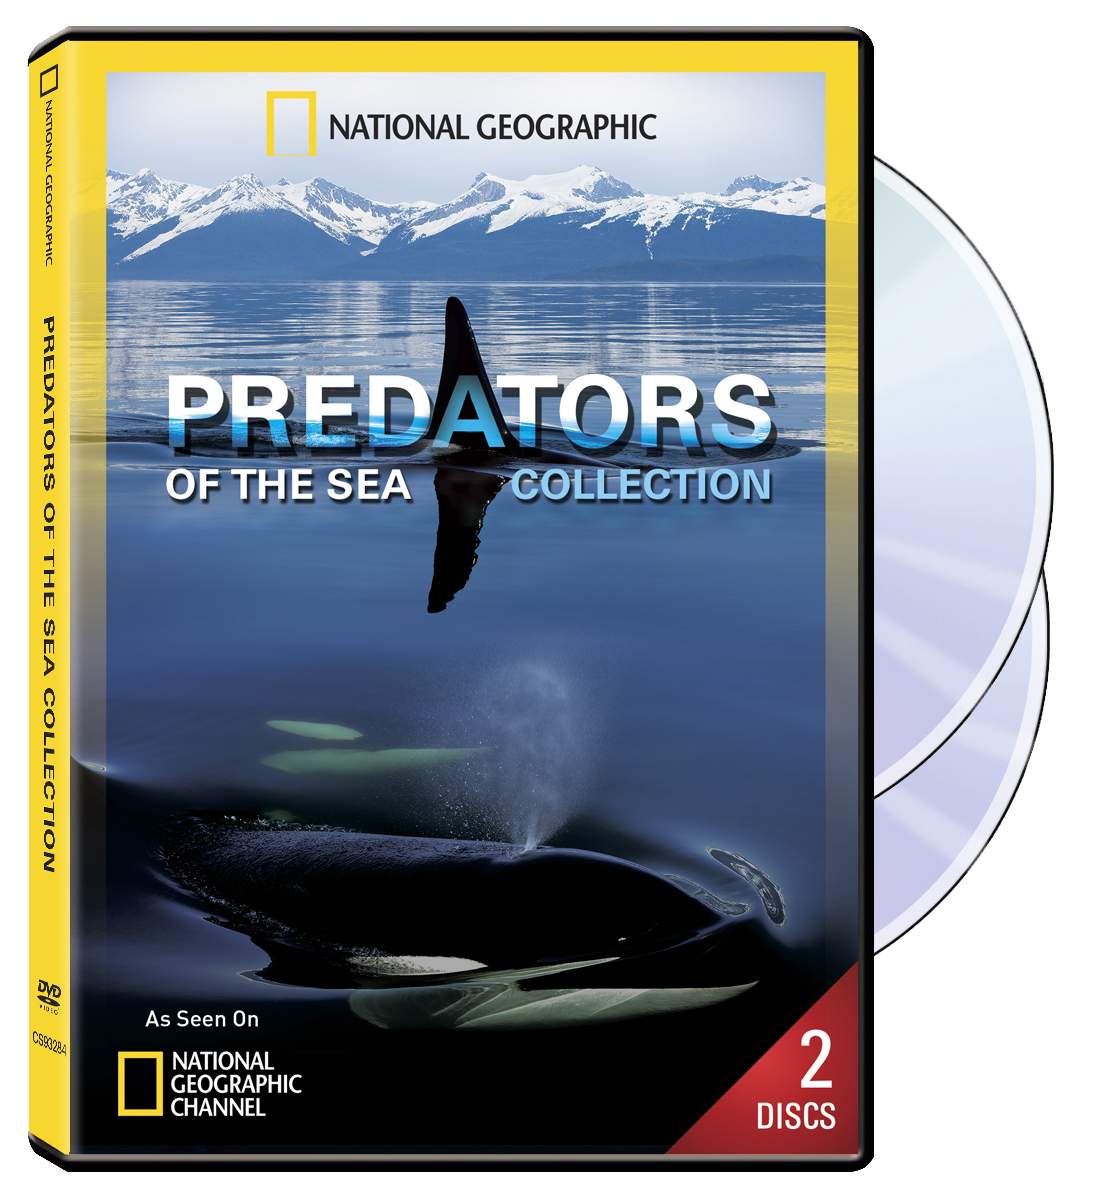 NATIONAL GEOGRAPHIC
PREDATORS OF THE SEA COLLECTION
DVD
VIDEO
CS93284
NATIONAL GEOGRAPHIC
PREDATORS
OF THE SEA COLLECTION
As Seen On
NATIONAL
GEOGRAPHIC
CHANNEL
2
DISCS